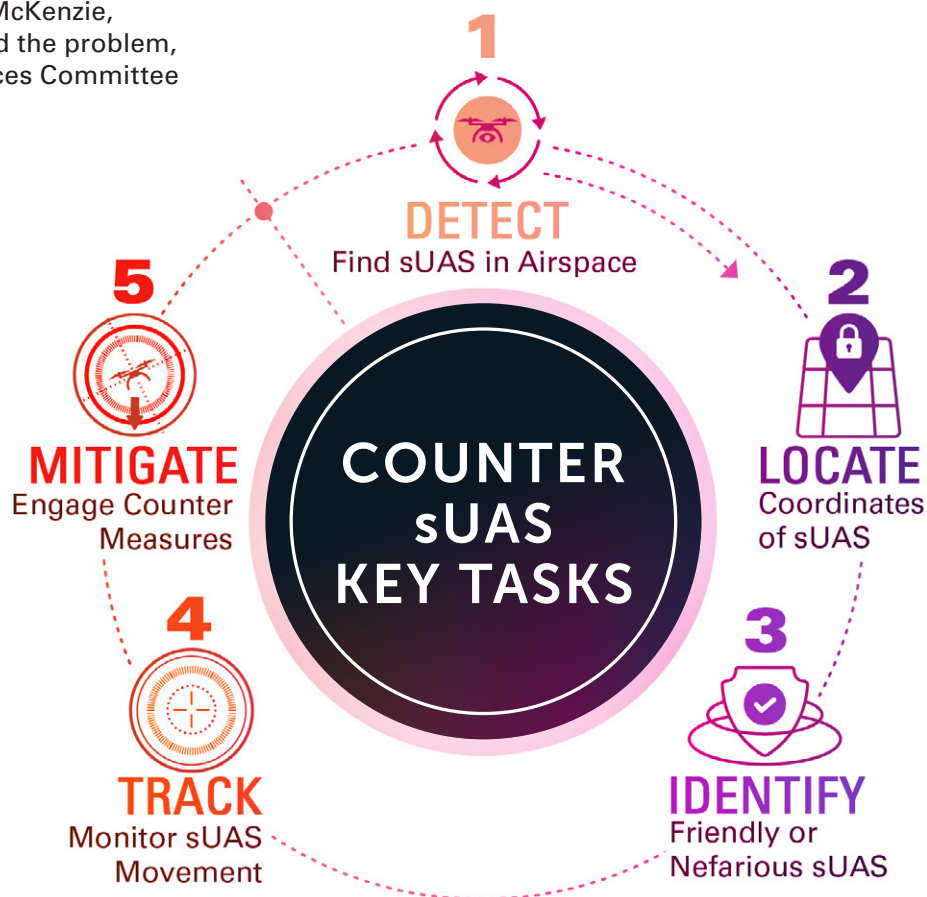 McKenzie,
the problem,
Committee
1
DETECT
Find sUAS in Airspace
2
LOCATE
Coordinates
of sUAS
3
IDENTIFY
Friendly or
Nefarious sUAS
4
TRACK
Monitor sUAS
Movement
5
MITIGATE
Engage Counter
Measures
COUNTER
sUAS
KEY TASKS